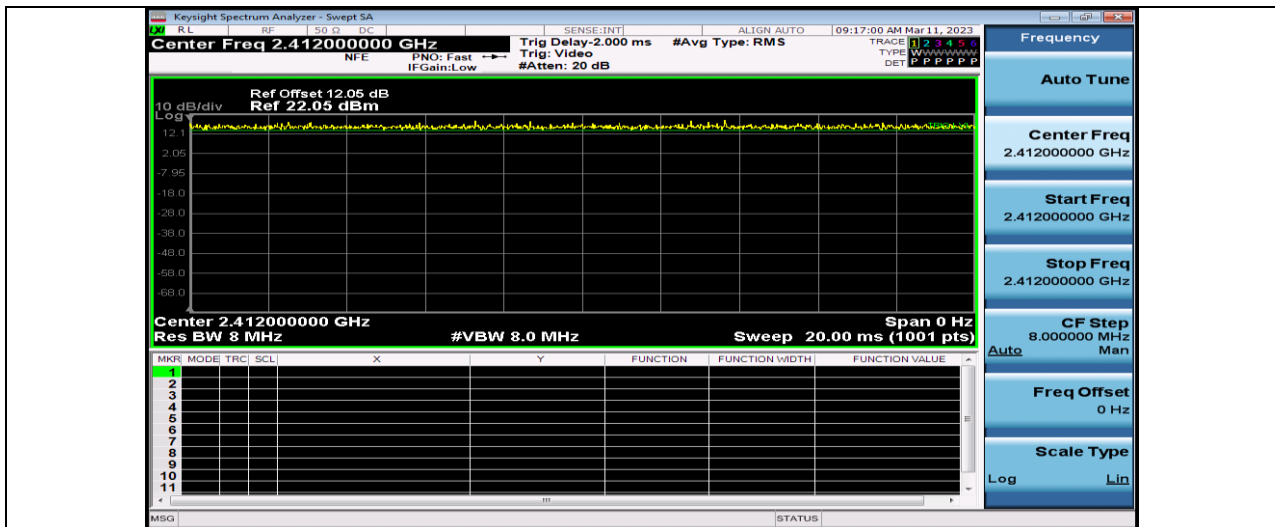 Keysight Spectrum Analyzer - Swept SA
LXI RL RF 50 Ω DC SENSE:INT ALIGN AUTO 09:17:00 AM Mar 11, 2023
Center Freq 2.412000000 GHz Trig Delay-2.000 ms #Avg Type: RMS TRACE 1 2 3 4 5 6
NFE PNO: Fast Trig: Video TYPE WWWWWW
IFGain:Low #Atten: 20 dB DET P P P P P P
Ref Offset 12.05 dB
10 dB/div Ref 22.05 dBm
Log
12.1
2.05
-7.95
-18.0
-28.0
-38.0
-48.0
-58.0
-68.0
Center 2.412000000 GHz Span 0 Hz
Res BW 8 MHz #VBW 8.0 MHz Sweep 20.00 ms (1001 pts)
MKR MODE TRC SCL X Y FUNCTION FUNCTION WIDTH FUNCTION VALUE
1
2
3
4
5
6
7
8
9
10
11
MSG STATUS
Frequency
Auto Tune
Center Freq
2.412000000 GHz
Start Freq
2.412000000 GHz
Stop Freq
2.412000000 GHz
CF Step
8.000000 MHz
Auto Man
Freq Offset
0 Hz
Scale Type
Log Lin